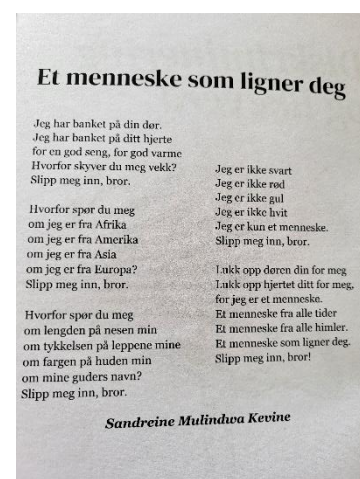 Et menneske som ligner deg
Jeg har banket på din dør.
Jeg har banket på ditt hjerte
for en god seng, for god varme
Hvorfor skyver du meg vekk?
Slipp meg inn, bror.
Hvorfor spør du meg
om jeg er fra Afrika
om jeg er fra Amerika
om jeg er fra Asia
om jeg er fra Europa?
Slipp meg inn, bror.
Hvorfor spør du meg
om lengden på nesen min
om tykkelsen på leppene mine
om fargen på huden min
om mine guders navn?
Slipp meg inn, bror.
Jeg er ikke svart
Jeg er ikke rød
Jeg er ikke gul
Jeg er ikke hvit
Jeg er kun et menneske.
Slipp meg inn, bror.
Lukk opp døren din for meg
Lukk opp hjertet ditt for meg,
for jeg er et menneske.
Et menneske fra alle tider
Et menneske fra alle himler.
Et menneske som ligner deg.
Slipp meg inn, bror!
Sandreine Mulindwa Kevine